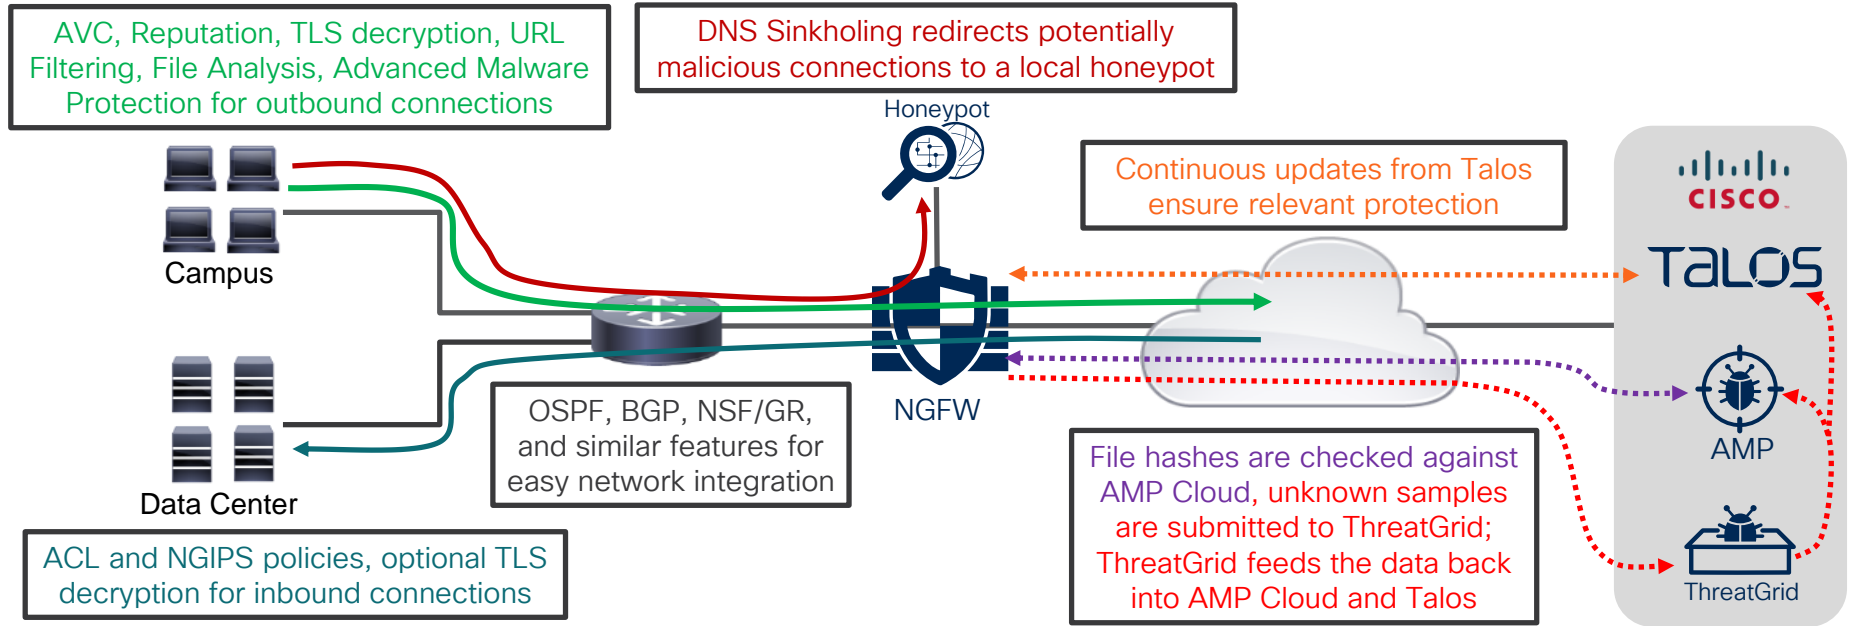 AVC, Reputation, TLS decryption, URL
Filtering, File Analysis, Advanced Malware
Protection for outbound connections
DNS Sinkholing redirects potentially
malicious connections to a local honeypot
Honeypot
Continuous updates from Talos
ensure relevant protection
CISCO
TALOS
Campus
NGFW
OSPF, BGP, NSF/GR,
and similar features for
easy network integration
File hashes are checked against
AMP Cloud, unknown samples
are submitted to ThreatGrid;
ThreatGrid feeds the data back
into AMP Cloud and Talos
AMP
Data Center
ACL and NGIPS policies, optional TLS
decryption for inbound connections
ThreatGrid